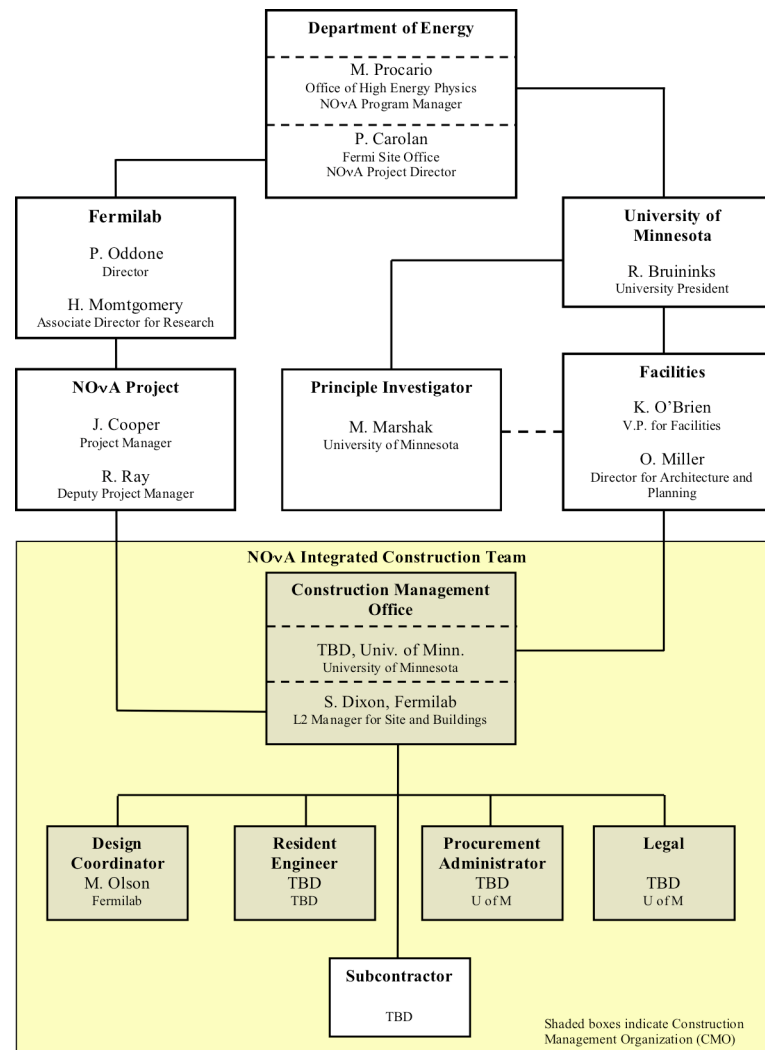 Department of Energy
M. Procario
Office of High Energy Physics
NOνA Program Manager
P. Carolan
Fermi Site Office
NOνA Project Director
Fermilab
P. Oddone
Director
H. Momtgomery
Associate Director for Research
University of
Minnesota
R. Bruininks
University President
NOνA Project
J. Cooper
Project Manager
R. Ray
Deputy Project Manager
Principle Investigator
M. Marshak
University of Minnesota
Facilities
K. O’Brien
V.P. for Facilities
O. Miller
Director for Architecture and
Planning
NOνA Integrated Construction Team
Construction Management
Office
TBD, Univ. of Minn.
University of Minnesota
S. Dixon, Fermilab
L2 Manager for Site and Buildings
Design
Coordinator
M. Olson
Fermilab
Resident
Engineer
TBD
TBD
Procurement
Administrator
TBD
U of M
Legal
TBD
U of M
Subcontractor
TBD
Shaded boxes indicate Construction
Management Organization (CMO)